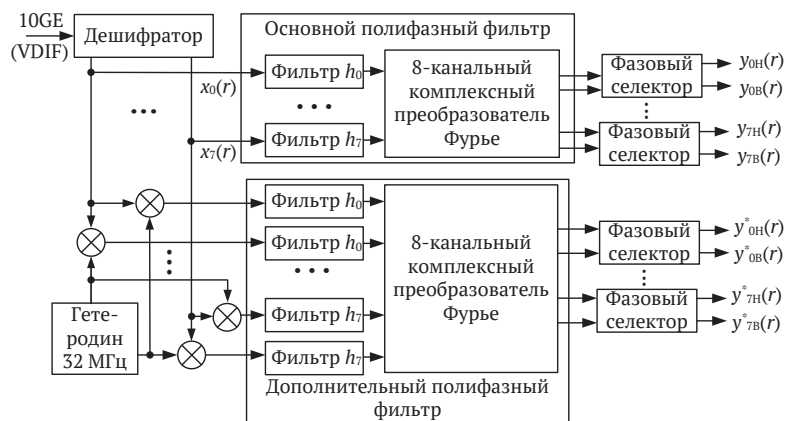 10GE
(VDIF)
Дешифратор
Основной полифазный фильтр
x₀(r)
Фильтр h₀
• • •
x₇(r)
Фильтр h₇
8-канальный
комплексный
преобразователь
Фурье
Фазовый
селектор
y₀Н(r)
y₀В(r)
Фазовый
селектор
y₇Н(r)
y₇В(r)
Фильтр h₀
Фильтр h₀
• • •
Фильтр h₇
Фильтр h₇
8-канальный
комплексный
преобразователь
Фурье
Фазовый
селектор
y*₀Н(r)
y*₀В(r)
Фазовый
селектор
y*₇Н(r)
y*₇В(r)
Гете-
родин
32 МГц
Дополнительный полифазный
фильтр